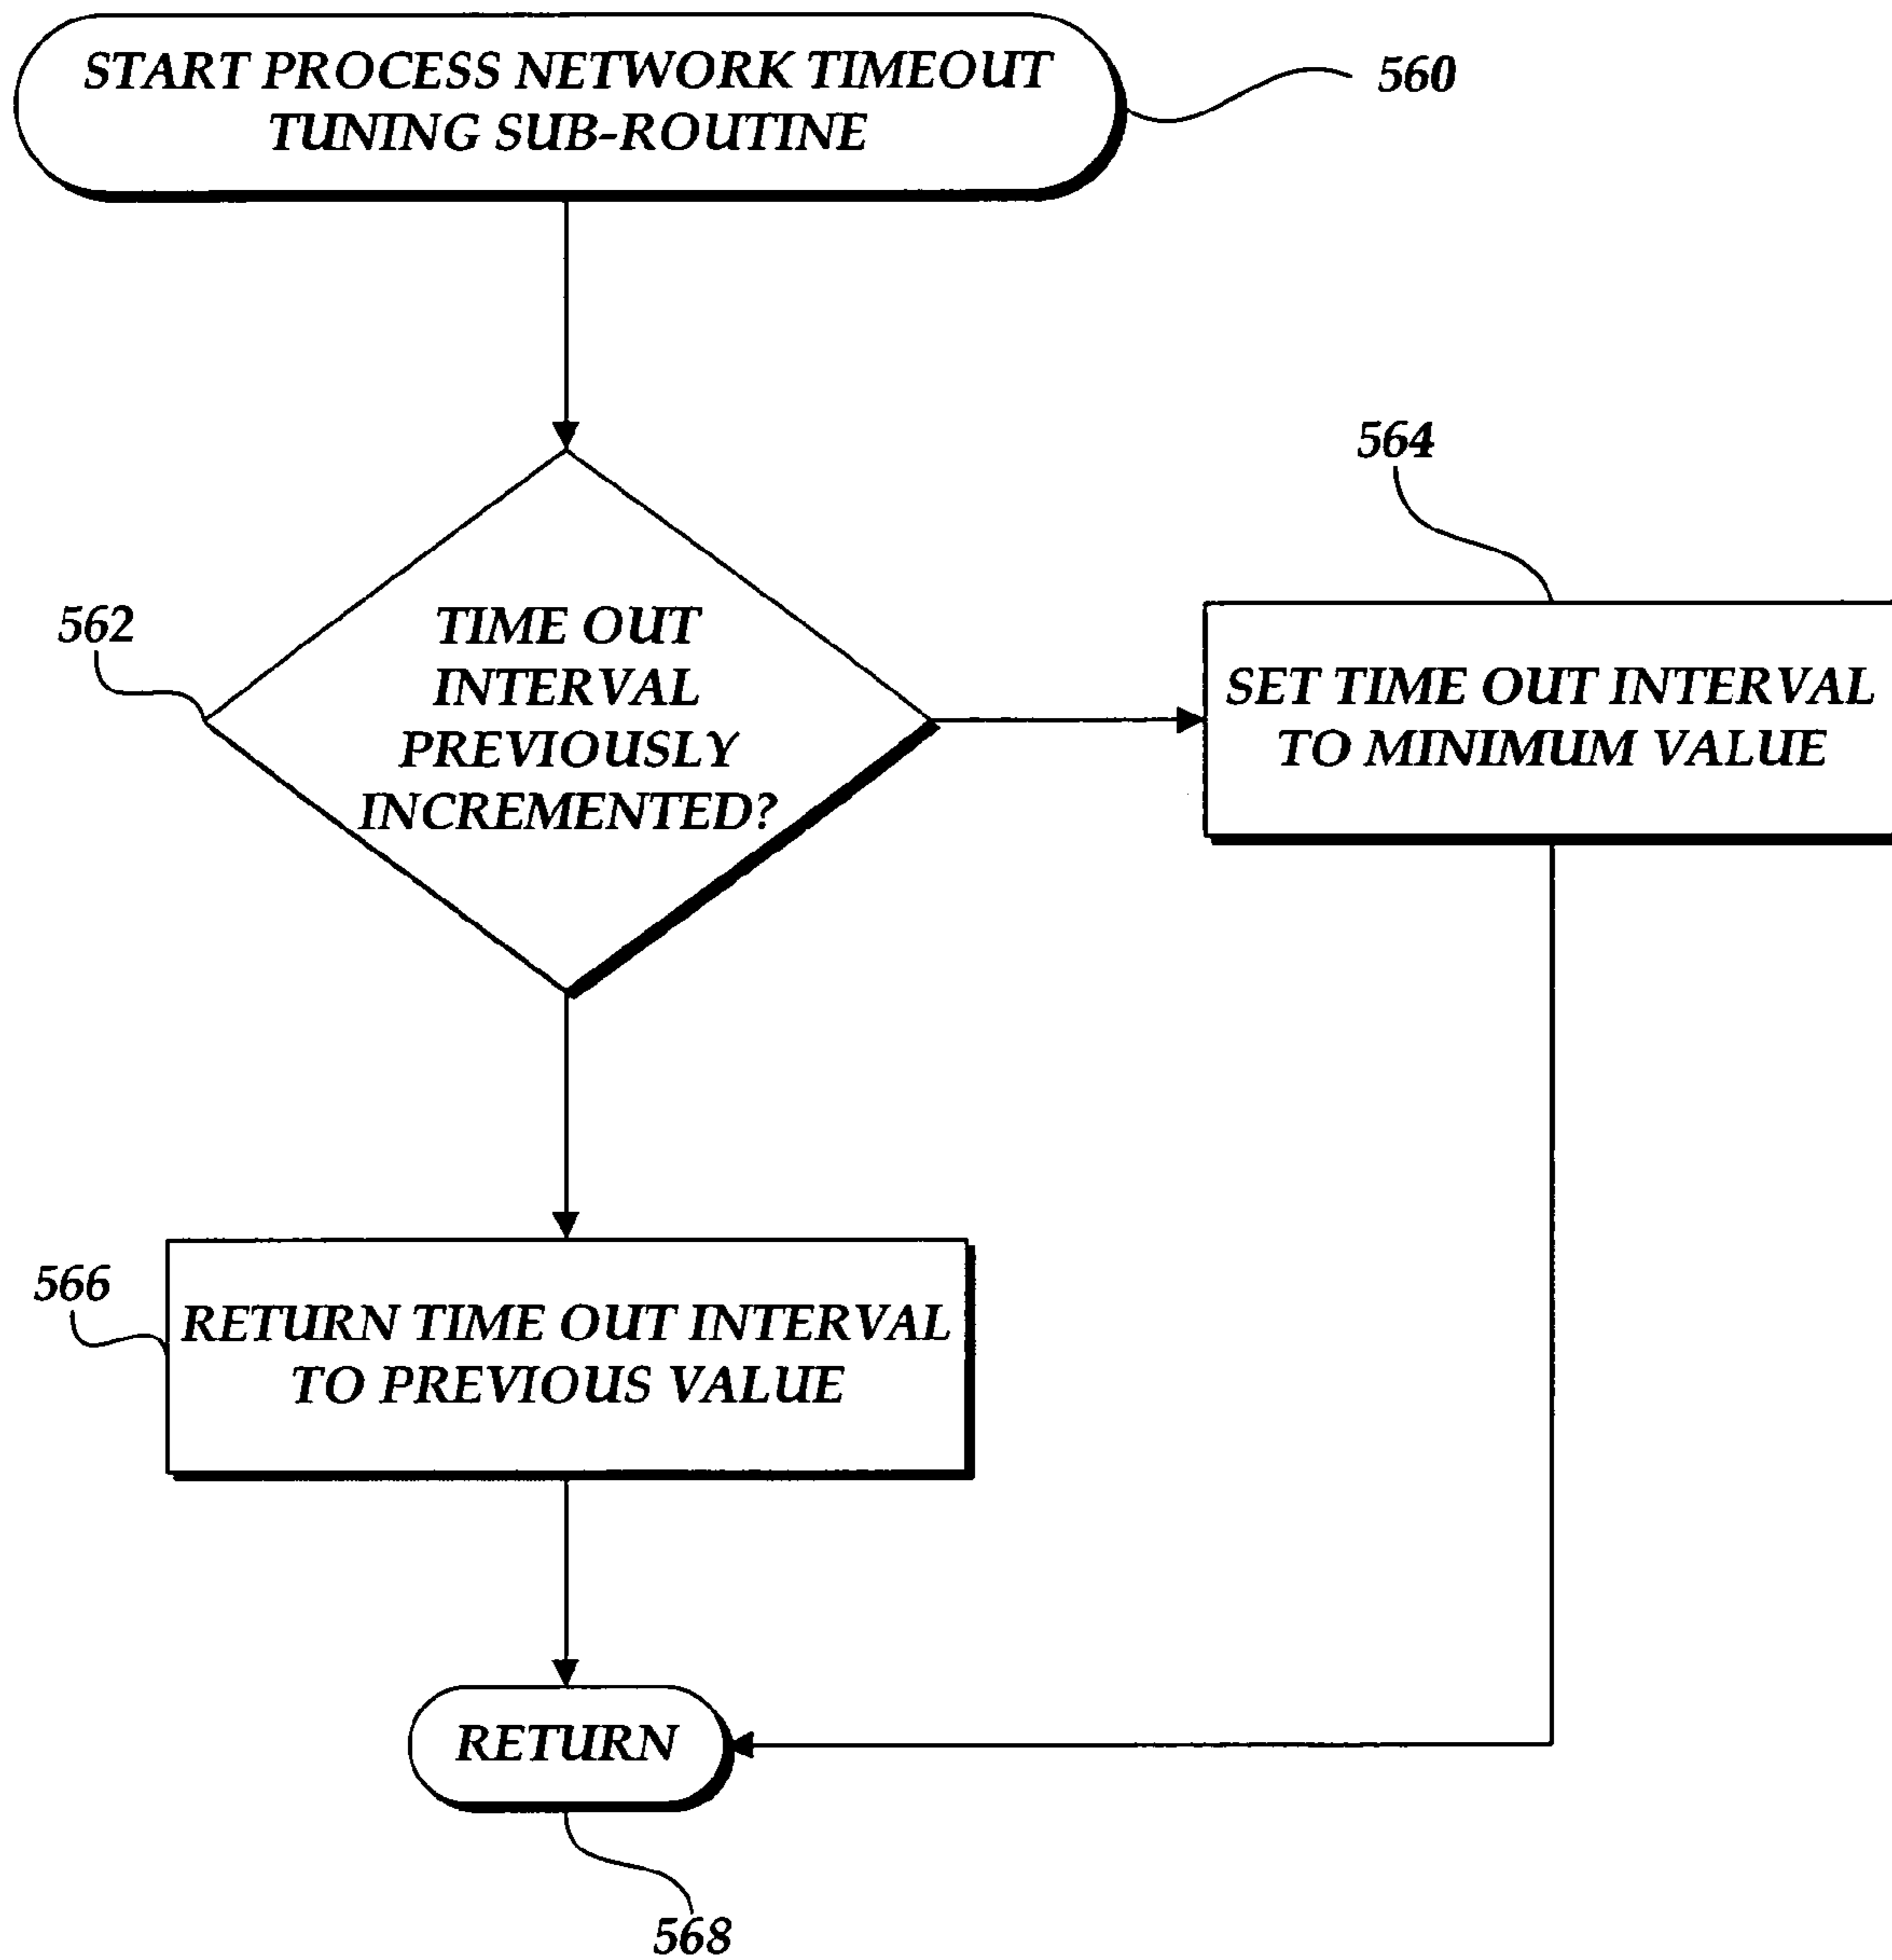 START PROCESS NETWORK TIMEOUT
TUNING SUB-ROUTINE
560
564
562
TIME OUT
INTERVAL
PREVIOUSLY
INCREMENTED?
SET TIME OUT INTERVAL
TO MINIMUM VALUE
566
RETURN TIME OUT INTERVAL
TO PREVIOUS VALUE
RETURN
568